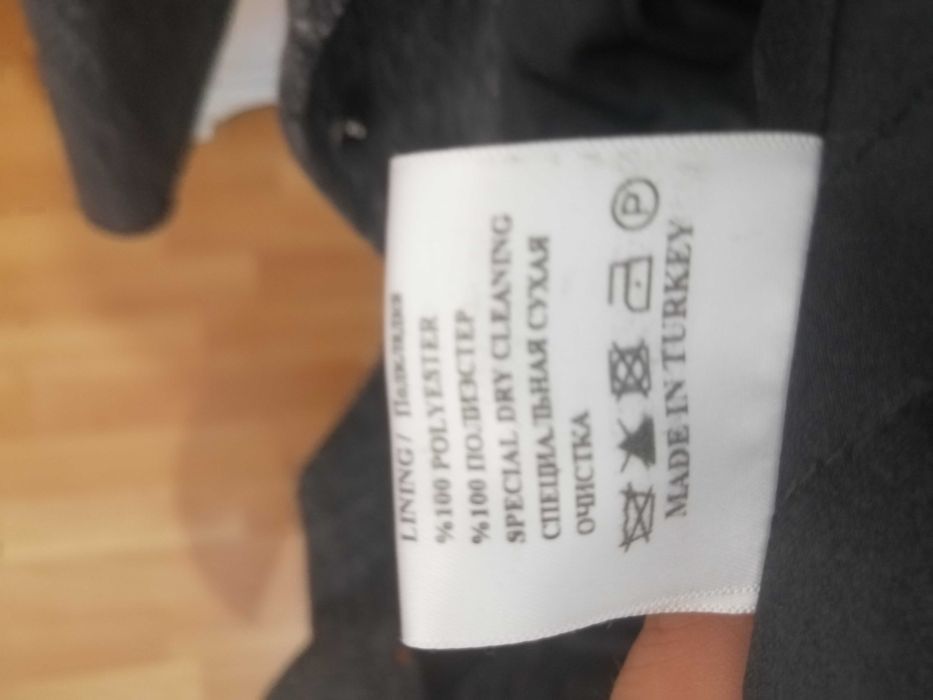 LINING / Подкладка
%100 POLYESTER
%100 ПОЛИЭСТЕР
SPECIAL DRY CLEANING
СПЕЦИАЛЬНАЯ СУХАЯ
ОЧИСТКА
P
MADE IN TURKEY